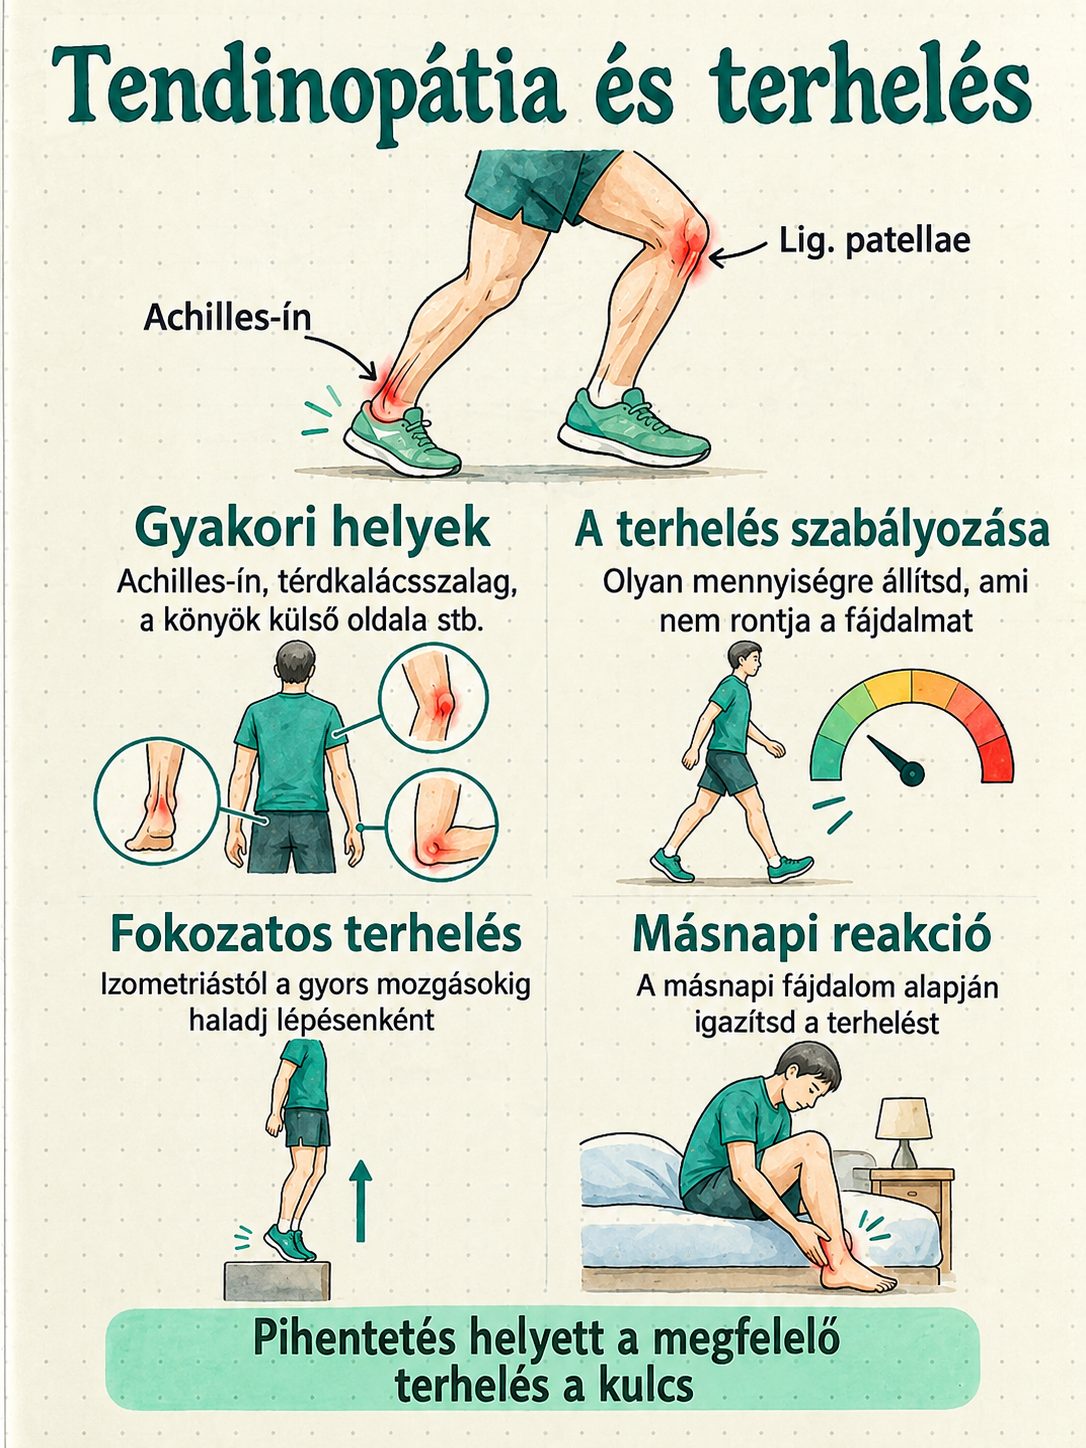 Tendinopátia és terhelés
Lig. patellae
Achilles-ín
Gyakori helyek
Achilles-ín, térdkalácsszalag,
a könyök külső oldala stb.
A terhelés szabályozása
Olyan mennyiségre állítsd, ami
nem rontja a fájdalmat
Fokozatos terhelés
Izometriástól a gyors mozgásokig
haladj lépésenként
Másnapi reakció
A másnapi fájdalom alapján
igazítsd a terhelést
Pihentetés helyett a megfelelő
terhelés a kulcs